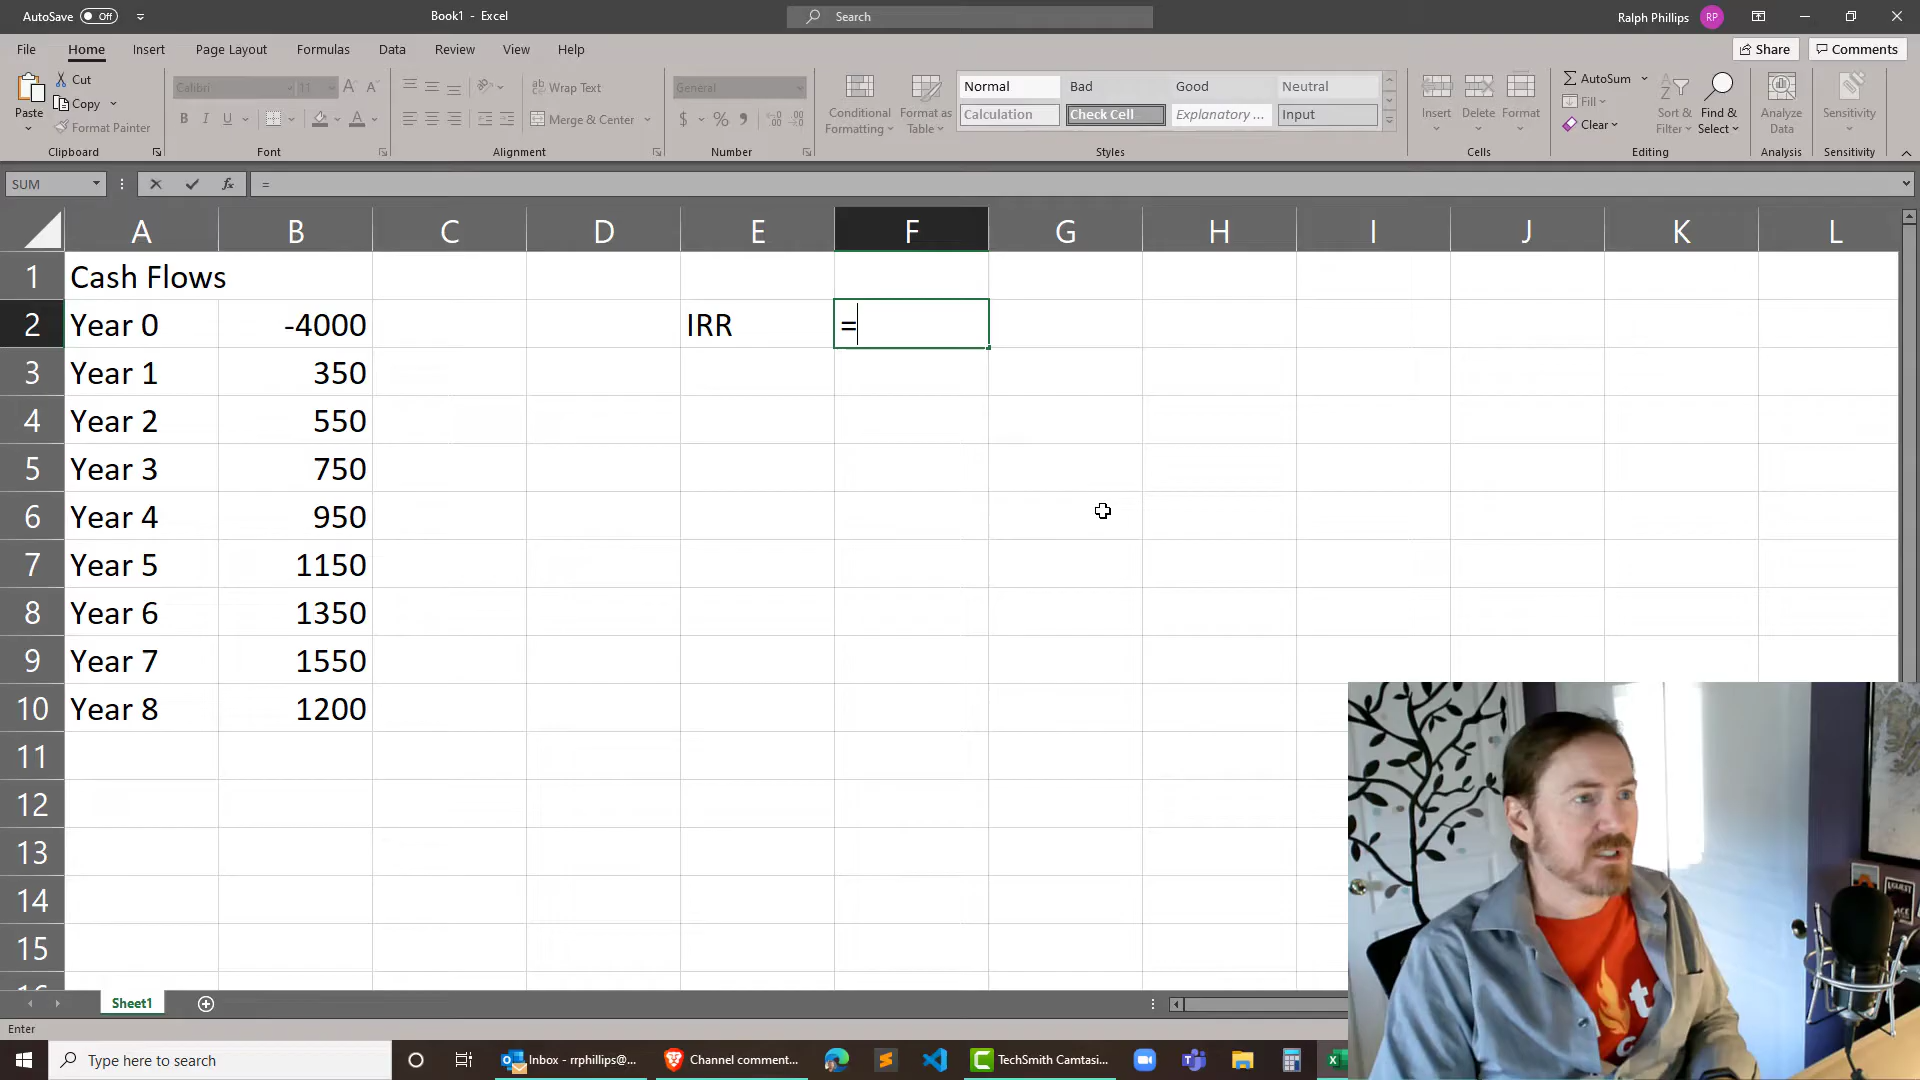 AutoSave Off
Book1 - Excel
Search
Ralph Phillips RP
File Home Insert Page Layout Formulas Data Review View Help
Share Comments
Paste
Cut
Copy
Format Painter
Clipboard
Calibri 11
B I U A
Font
Wrap Text
Merge & Center
Alignment
General
$ % 9
Number
Conditional Formatting
Format as Table
Normal Bad Good Neutral
Calculation Check Cell Explanatory ... Input
Styles
Insert Delete Format
Cells
AutoSum
Fill
Clear
Sort & Filter
Find & Select
Editing
Analyze Data
Analysis
Sensitivity
Sensitivity
SUM fx =
A B C D E F G H I J K L
1 Cash Flows
2 Year 0 -4000 IRR =
3 Year 1 350
4 Year 2 550
5 Year 3 750
6 Year 4 950
7 Year 5 1150
8 Year 6 1350
9 Year 7 1550
10 Year 8 1200
11
12
13
14
15
16
Sheet1
Enter
Type here to search
Inbox - rrphillips@...
Channel comment...
TechSmith Camtasi...